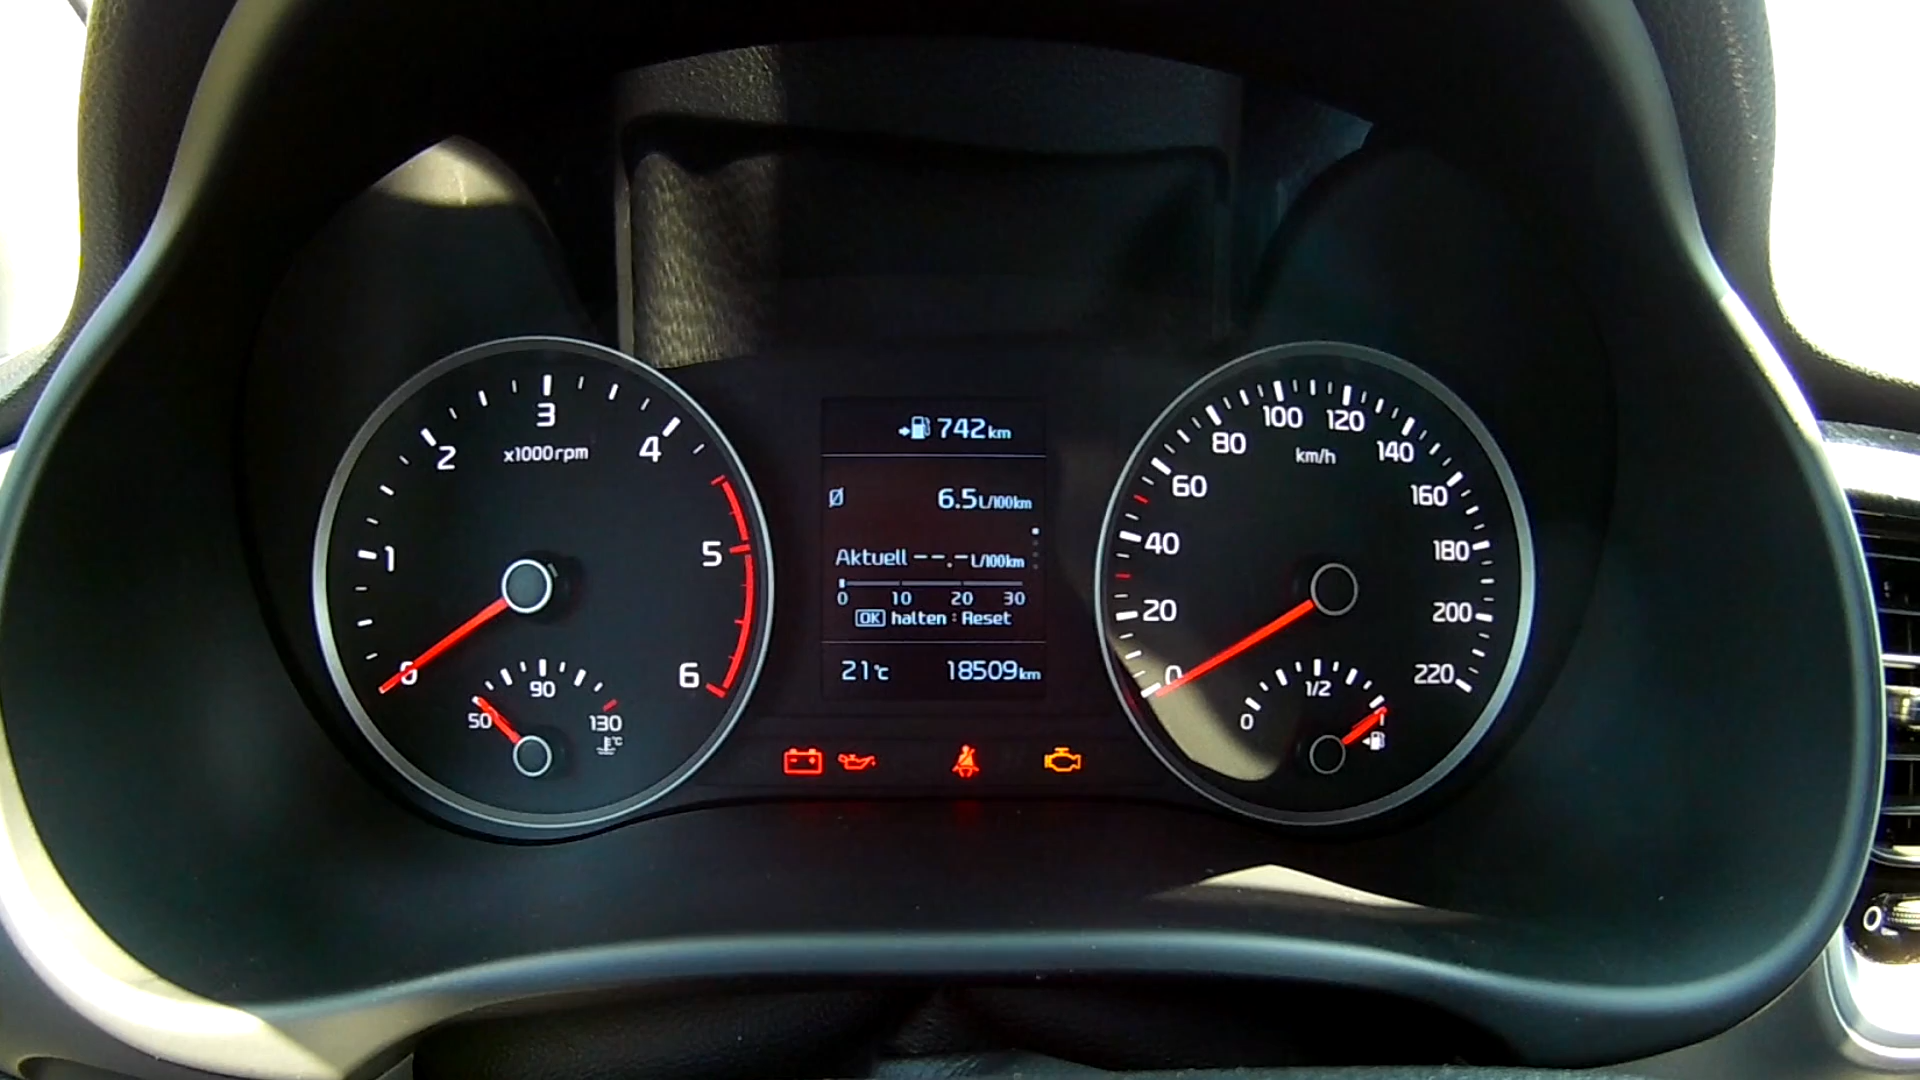 0
1
2
3
4
5
6
x1000rpm
50
90
130
°C
742km
Ø 6.5L/100km
Aktuell --.-L/100km
0 10 20 30
OK halten : Reset
21°C 18509km
0
20
40
60
80
100
120
140
160
180
200
220
km/h
0
1/2
1